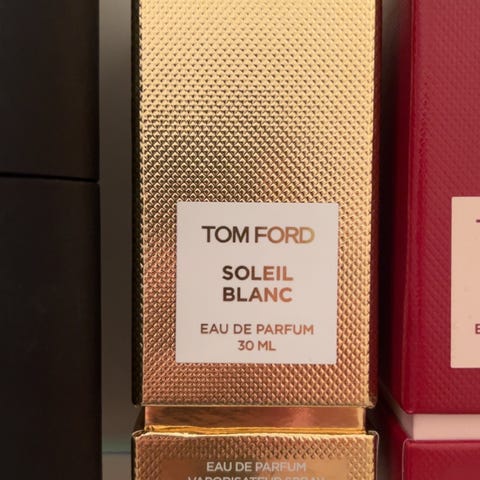 TOM FORD
SOLEIL
BLANC
EAU DE PARFUM
30 ML
EAU DE PARFUM
VAPORISATEUR SPRAY